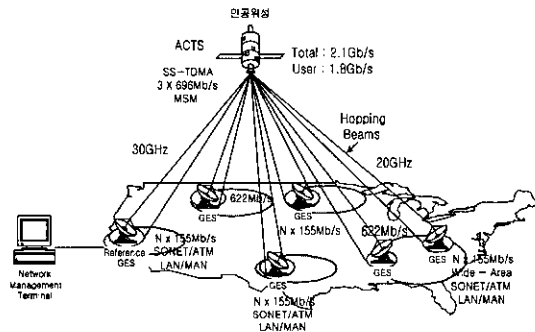 인공위성
ACTS
Total : 2.1Gb/s
User : 1.8Gb/s
SS-TDMA
3 X 696Mb/s
MSM
Hopping
Beams
30GHz
20GHz
622Mb/s
GES
GES
N x 155Mb/s
622Mb/s
Reference
GES
N x 155Mb/s
SONET/ATM
LAN/MAN
Network
Management
Terminal
GES
N x 155Mb/s
SONET/ATM
LAN/MAN
GES
GES
N x 155Mb/s
Wide - Area
SONET/ATM
LAN/MAN